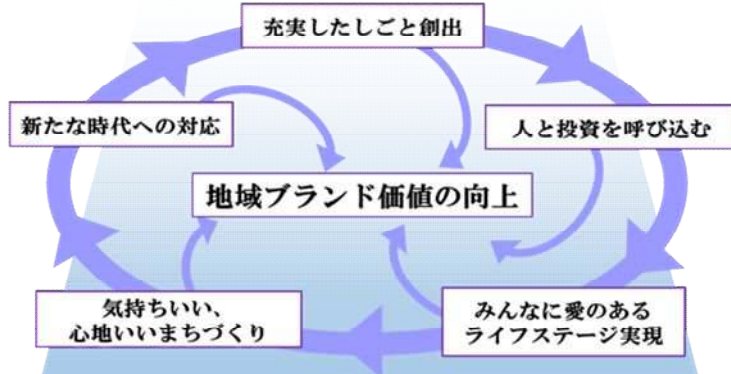 充実したしごと創出
新たな時代への対応
人と投資を呼び込む
地域ブランド価値の向上
気持ちいい、
心地いいまちづくり
みんなに愛のある
ライフステージ実現